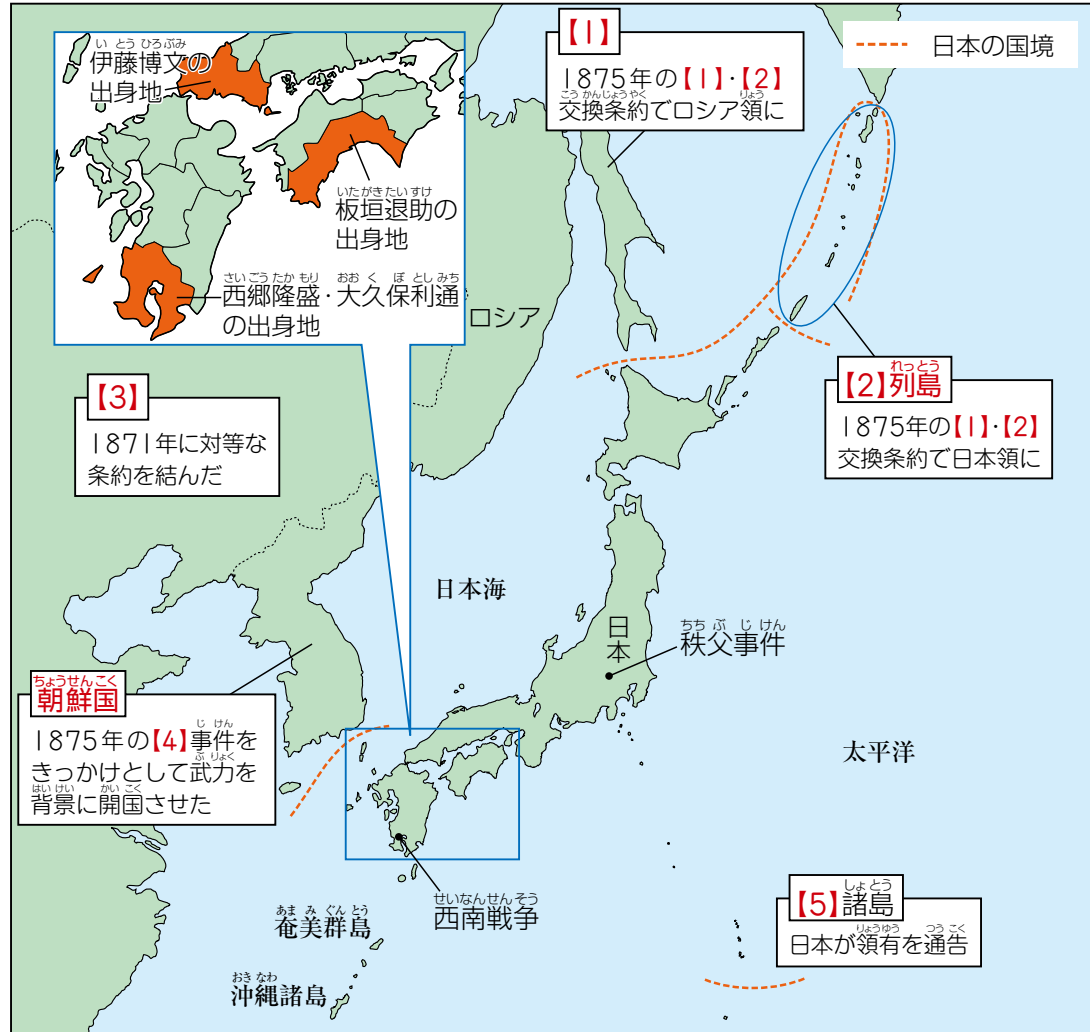 いとうひろぶみ
伊藤博文の
出身地
いたがきたいすけ
板垣退助の
出身地
さいごうたかもり おおくぼとしみち
西郷隆盛・大久保利通
の出身地
【1】
1875年の【1】・【2】
こうかんじょうやく りょう
交換条約でロシア領に
日本の国境
ロシア
れっとう
【2】列島
1875年の【1】・【2】
交換条約で日本領に
【3】
1871年に対等な
条約を結んだ
日本海
日本
ちちぶじけん
秩父事件
ちょうせんこく
朝鮮国
じけん
1875年の【4】事件を
ぶりょく
きっかけとして武力を
はいけい かいこく
背景に開国させた
太平洋
せいなんせんそう
西南戦争
あまみぐんとう
奄美群島
おきなわ
沖縄諸島
しょとう
【5】諸島
りょうゆう つうこく
日本が領有を通告